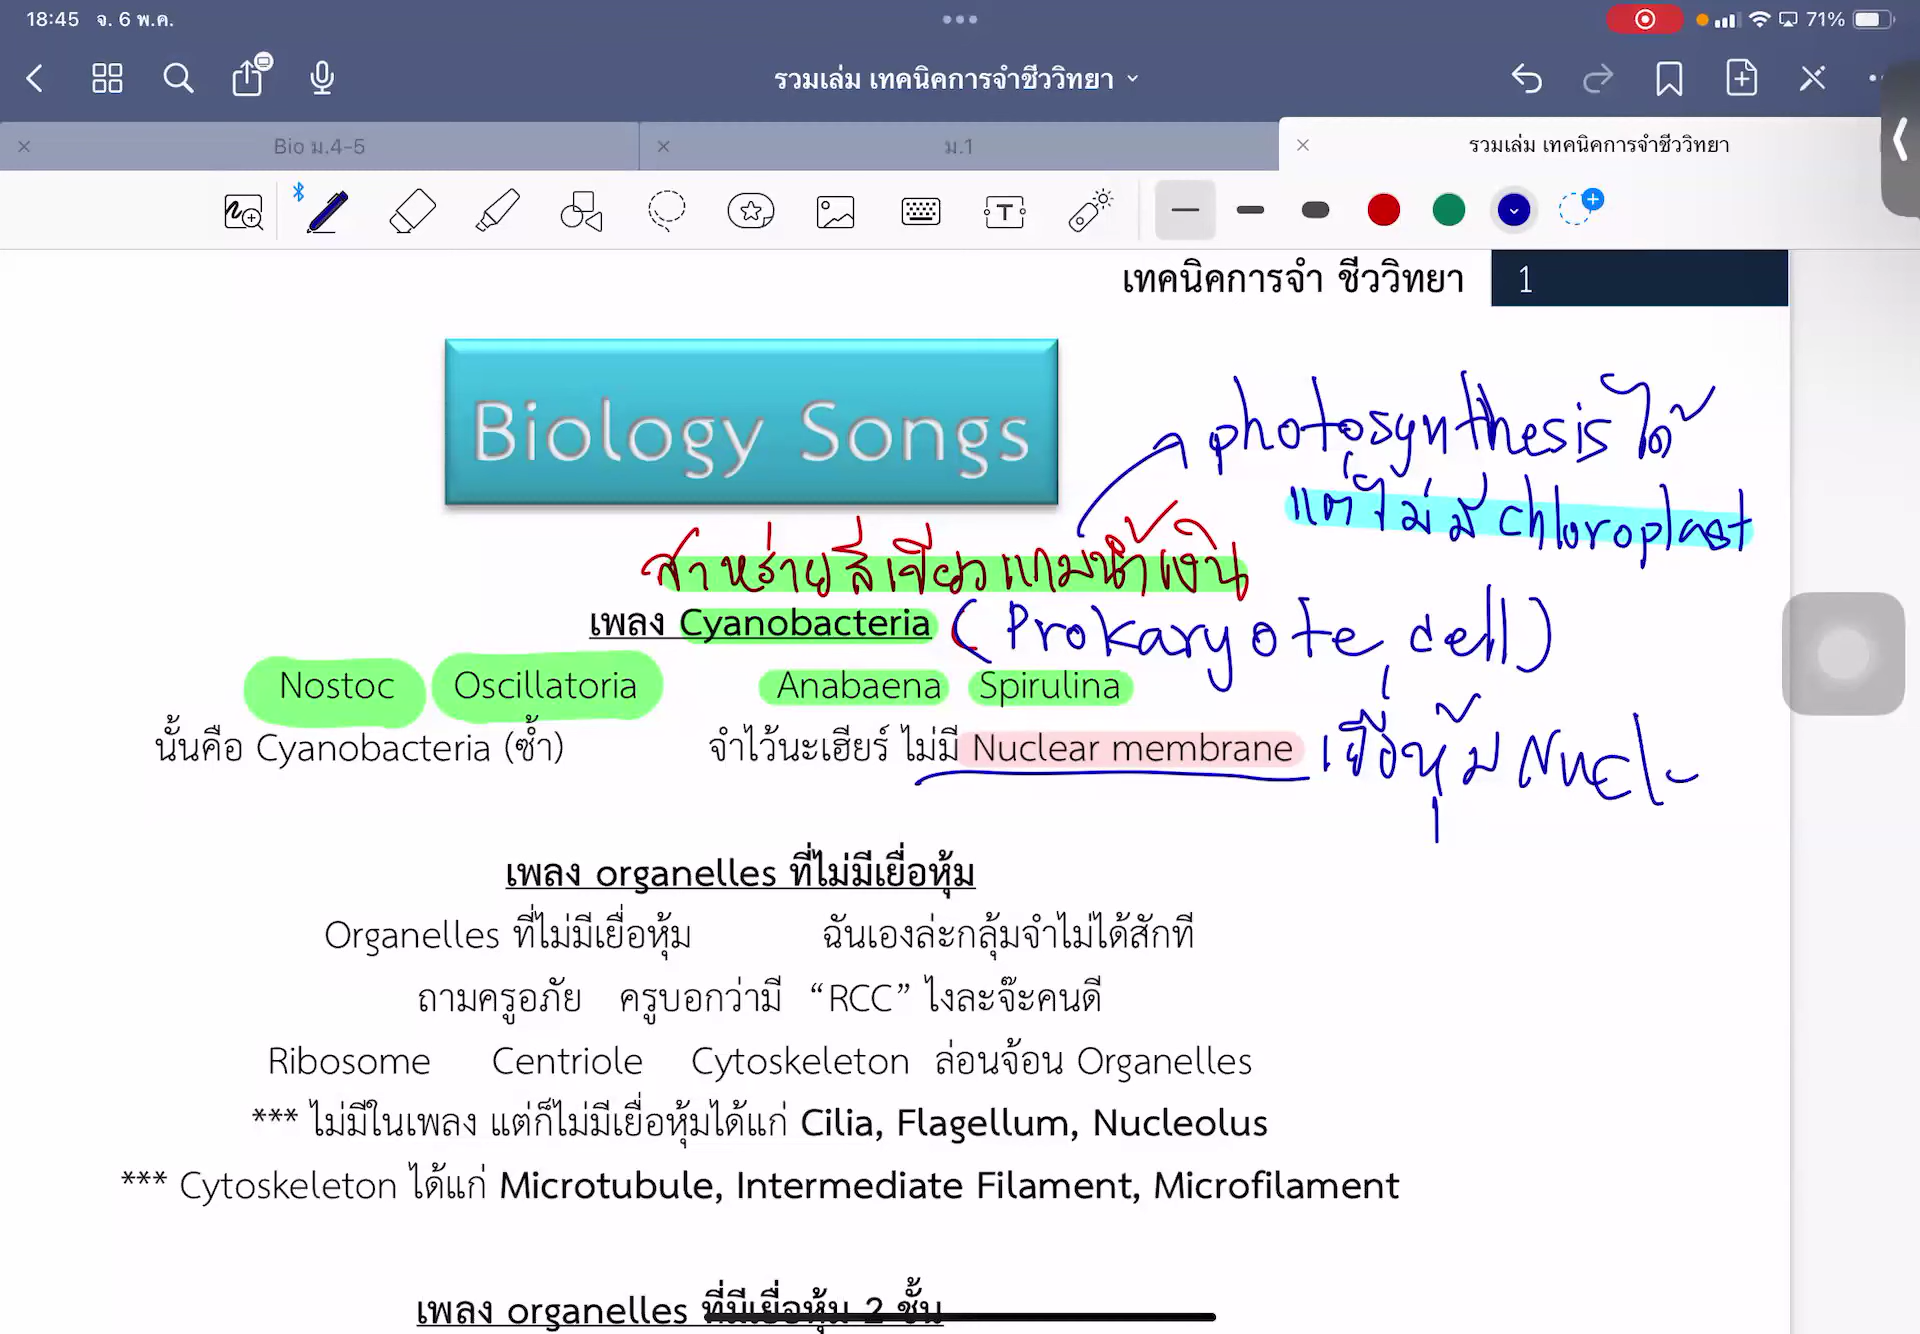 18:45 จ. 6 พ.ค.
71%
รวมเล่ม เทคนิคการจำชีววิทยา
Bio ม.4-5
ม.1
รวมเล่ม เทคนิคการจำชีววิทยา
เทคนิคการจำ ชีววิทยา 1
Biology Songs
photosynthesis ได้
แต่ไม่มี chloroplast
สาหร่ายสีเขียวแกมน้ำเงิน
เพลง Cyanobacteria (Prokaryote cell)
Nostoc Oscillatoria Anabaena Spirulina
นั้นคือ Cyanobacteria (ซ้ำ) จำไว้นะเฮียร์ ไม่มี Nuclear membrane เยื่อหุ้ม Nucl
เพลง organelles ที่ไม่มีเยื่อหุ้ม
Organelles ที่ไม่มีเยื่อหุ้ม ฉันเองล่ะกลุ้มจำไม่ได้สักที
ถามครูอภัย ครูบอกว่ามี “RCC” ไงละจ๊ะคนดี
Ribosome Centriole Cytoskeleton ล่อนจ้อน Organelles
*** ไม่มีในเพลง แต่ก็ไม่มีเยื่อหุ้มได้แก่ Cilia, Flagellum, Nucleolus
*** Cytoskeleton ได้แก่ Microtubule, Intermediate Filament, Microfilament
เพลง organelles ที่มีเยื่อหุ้ม 2 ชั้น